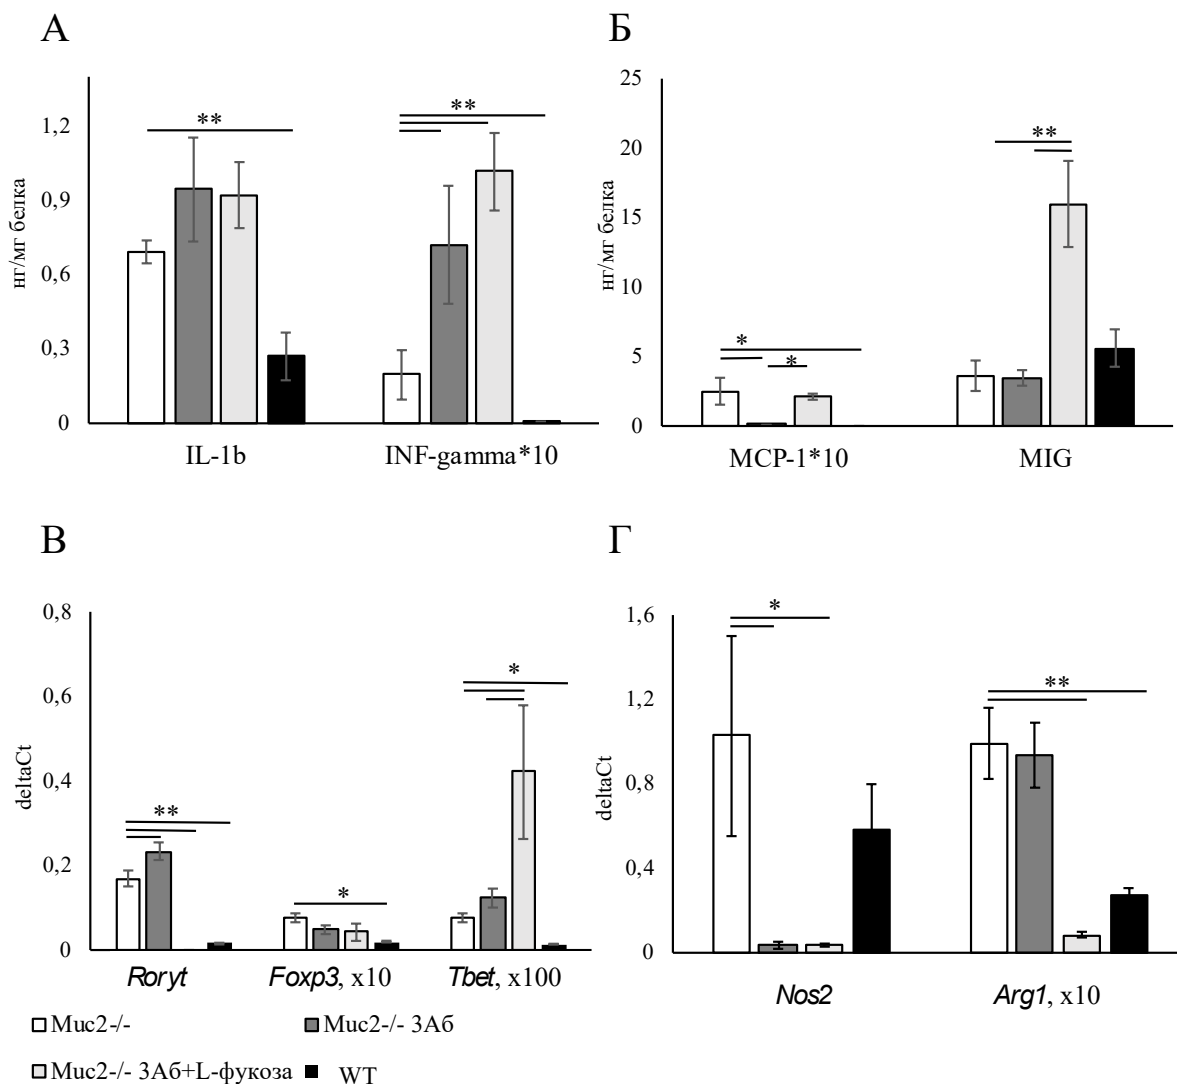 А
1,2
0,9
0,6
0,3
0
нг/мг белка
**
**
IL-1b
INF-gamma*10
Б
25
20
15
10
5
0
нг/мг белка
*
*
**
MCP-1*10
MIG
В
0,8
0,6
0,4
0,2
0
deltaCt
**
*
*
Roryt
Foxp3, x10
Tbet, x100
Г
1,6
1,2
0,8
0,4
0
deltaCt
*
**
Nos2
Arg1, x10
Muc2-/-
Muc2-/- 3Аб
Muc2-/- 3Аб+L-фукоза
WT